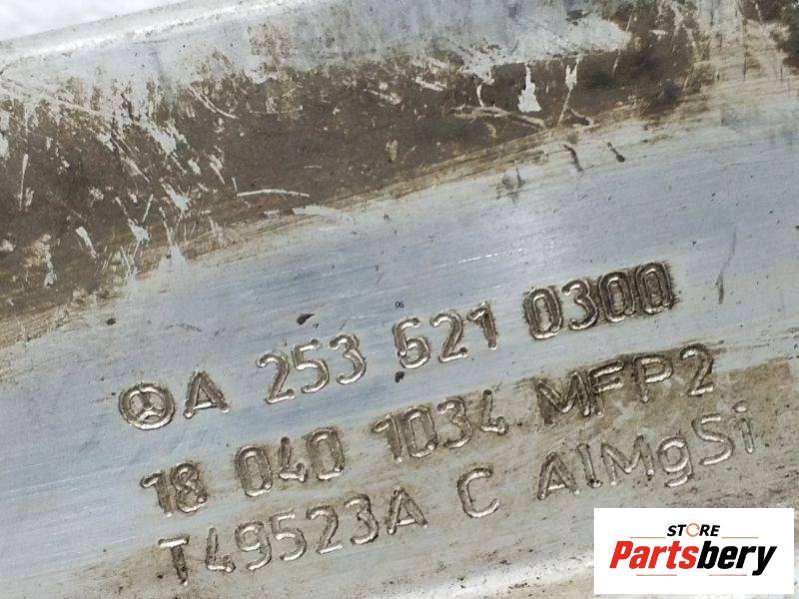 A 253 621 0300
18 040 1034 MFP2
T49523A C AlMgSi
STORE
Partsbery